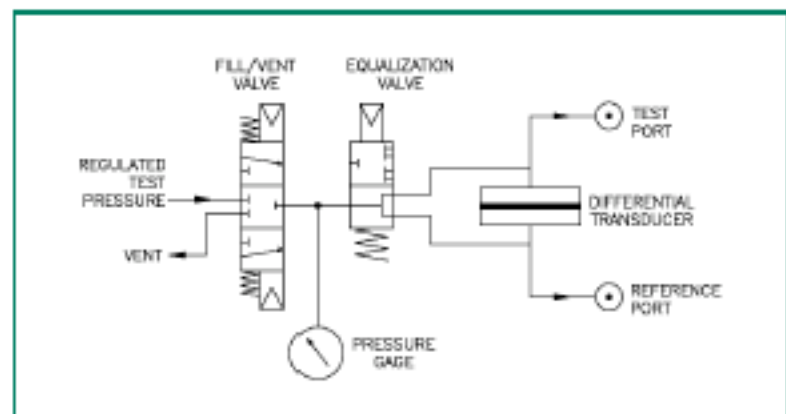 FILL/VENT
VALVE
EQUALIZATION
VALVE
REGULATED
TEST
PRESSURE
VENT
TEST
PORT
DIFFERENTIAL
TRANSDUCER
REFERENCE
PORT
PRESSURE
GAGE